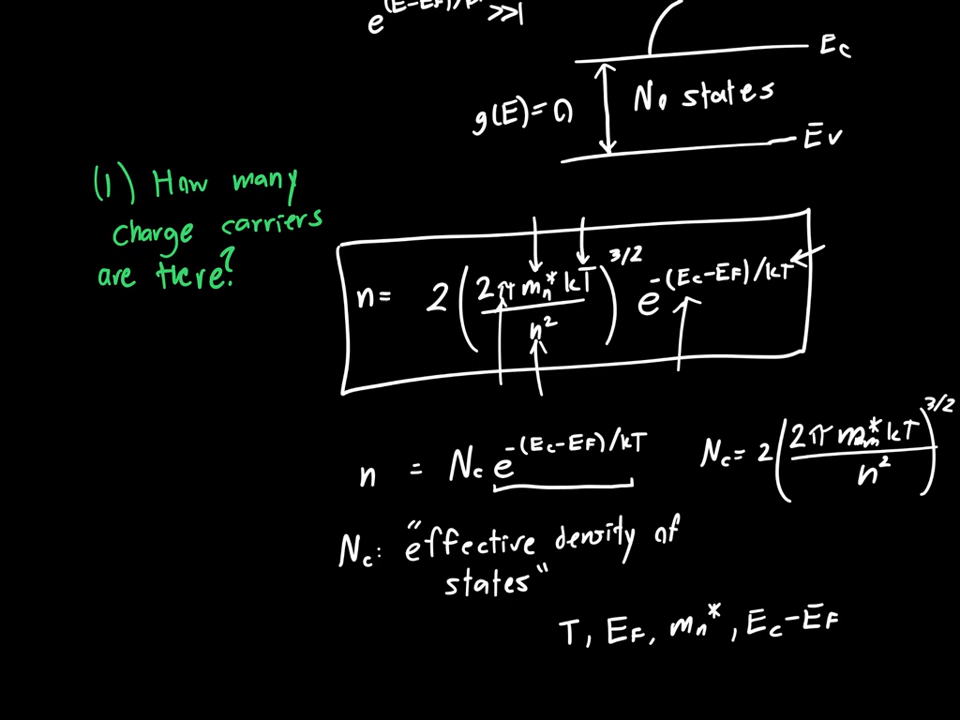 e^(E-EF)/kT >>1
Ec
g(E)=0
No states
Ev
(1) How many
charge carriers
are there?
n= 2(2π mn* kT / n²)^3/2 e^-(Ec-EF)/kT
n = Nc e^-(Ec-EF)/kT
Nc= 2(2π mn* kT / n²)^3/2
Nc: "effective density of
states"
T, EF, mn*, Ec-EF